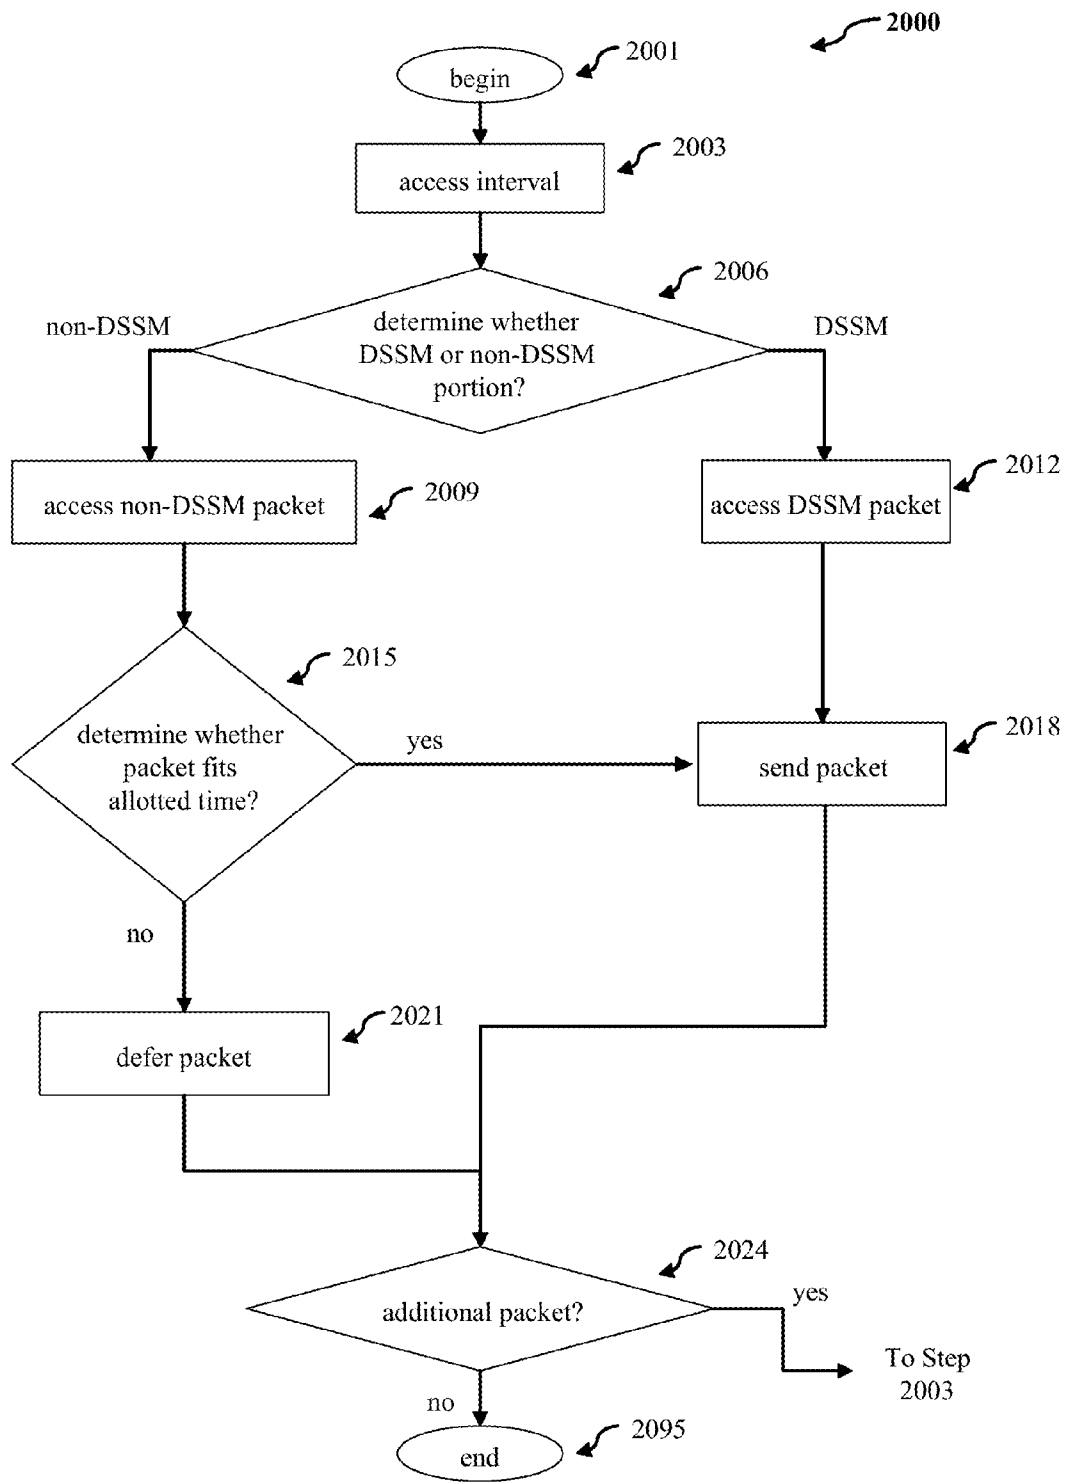 2000
begin
2001
access interval
2003
2006
determine whether
DSSM or non-DSSM
portion?
non-DSSM
DSSM
access non-DSSM packet
2009
access DSSM packet
2012
2015
determine whether
packet fits
allotted time?
yes
send packet
2018
no
defer packet
2021
2024
additional packet?
yes
To Step
2003
no
end
2095